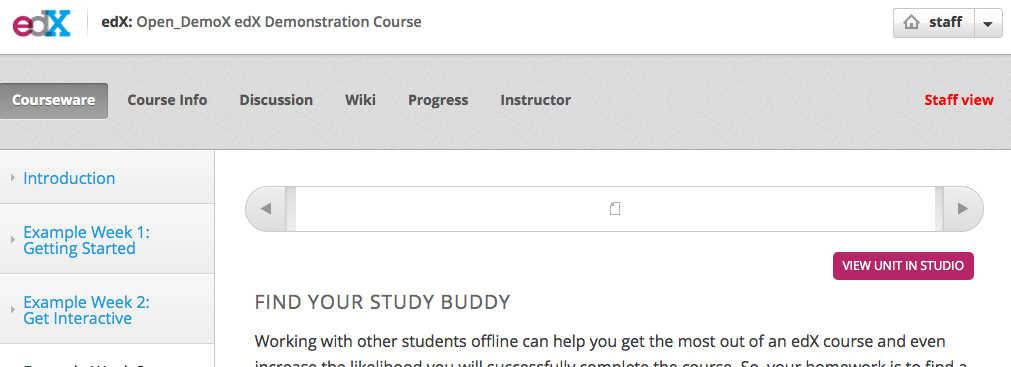 edX
edX: Open_DemoX edX Demonstration Course
staff
Courseware
Course Info
Discussion
Wiki
Progress
Instructor
Staff view
Introduction
Example Week 1:
Getting Started
Example Week 2:
Get Interactive
VIEW UNIT IN STUDIO
FIND YOUR STUDY BUDDY
Working with other students offline can help you get the most out of an edX course and even
increase the likelihood you will successfully complete the course. So, your homework is to find a